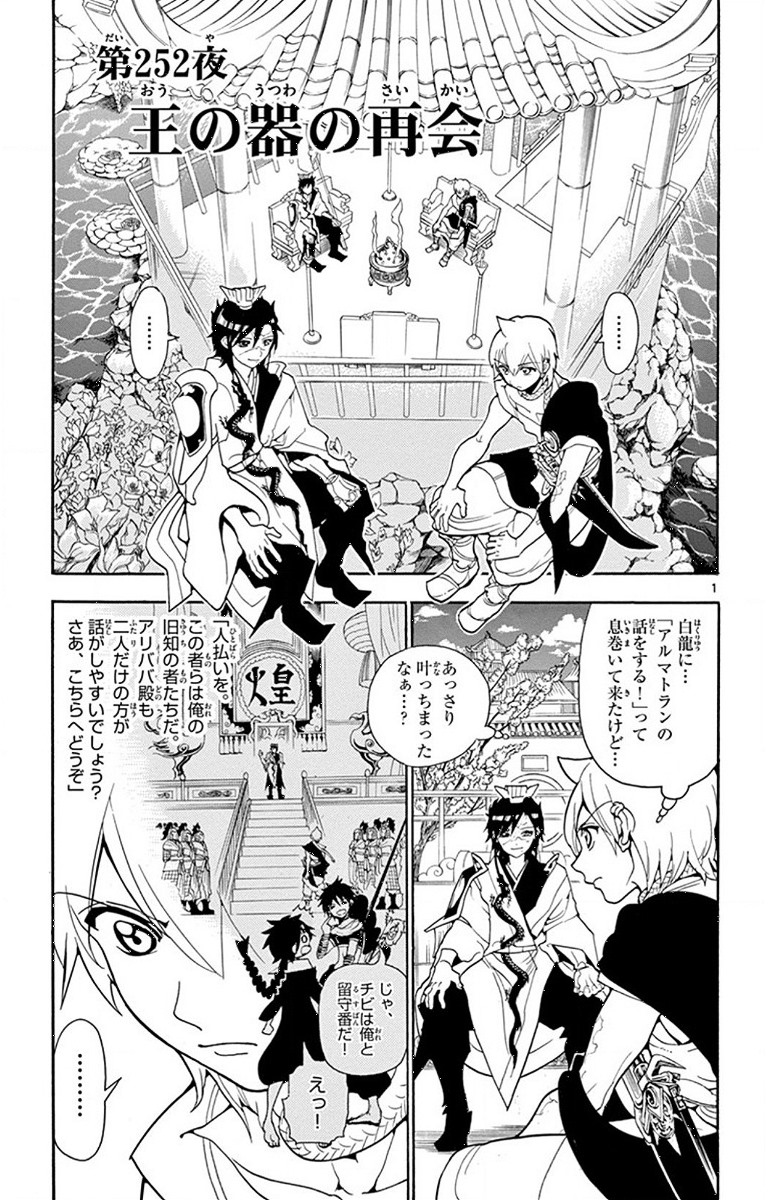 第252夜
王の器の再会
………
………
1
白龍に…
「アルマトランの
話をする！」って
息巻いて来たけど…
あっさり
叶っちまった
なぁ…？
煌
「人払いを。
この者らは俺の
旧知の者たちだ。
アリババ殿も
二人だけの方が
話がしやすいでしょう？
さあ、こちらへどうぞ」
じゃ、
チビは俺と
留守番だ！
えっ！
………